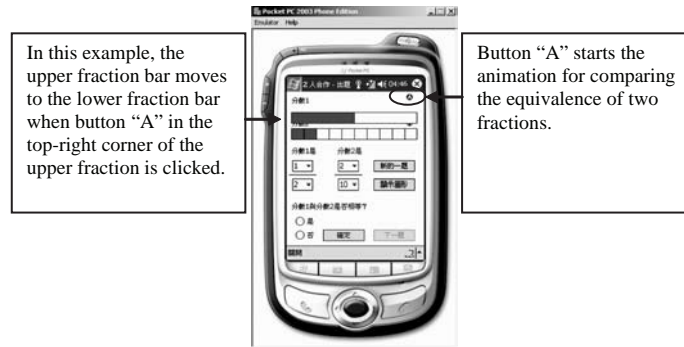 Pocket PC 2003 Phone Edition
Emulator Help
In this example, the
upper fraction bar moves
to the lower fraction bar
when button “A” in the
top-right corner of the
upper fraction is clicked.
Pocket PC
2人合作 - 出題 04:46
分數1
A
分數1是 分數2是
1 2 新的一題
2 10 顯示圖形
分數1與分數2是否相等?
是
否 確定 下一題
關閉
Button “A” starts the
animation for comparing
the equivalence of two
fractions.